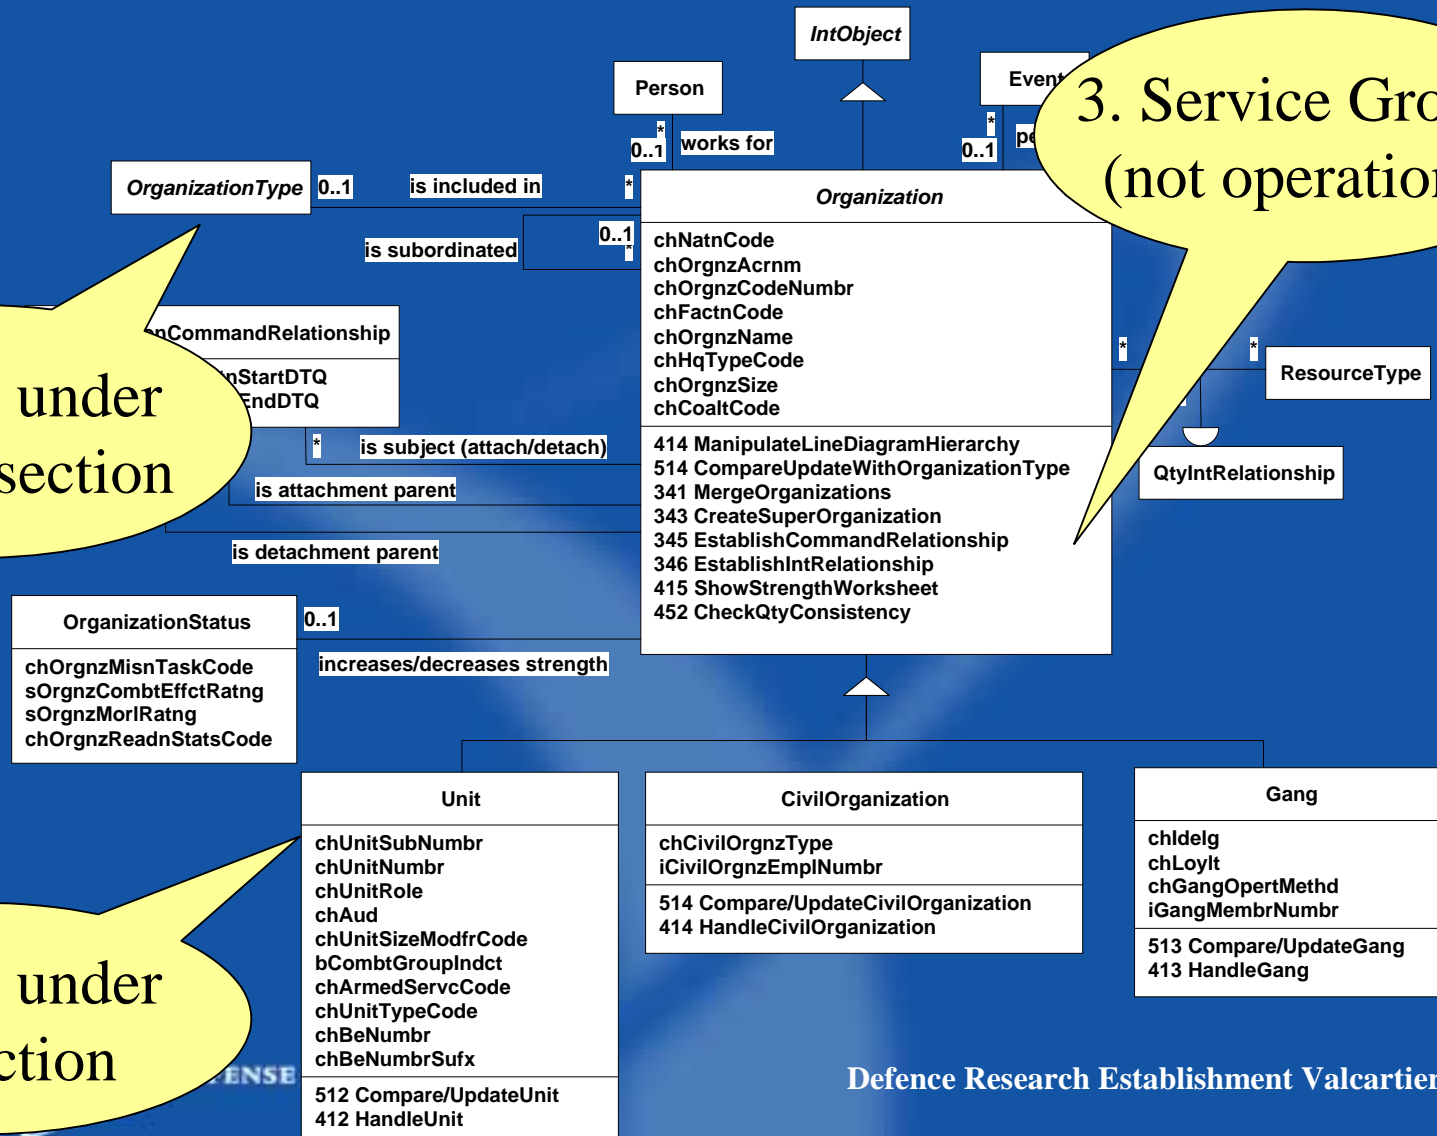 IntObject
Person
Event
3. Service Gro
(not operation
*
0..1
works for
*
0..1
pe
OrganizationType
0..1
is included in
*
Organization
is subordinated
0..1
*
chNatnCode
chOrgnzAcrnm
chOrgnzCodeNumbr
chFactnCode
chOrgnzName
chHqTypeCode
chOrgnzSize
chCoaltCode
414 ManipulateLineDiagramHierarchy
514 CompareUpdateWithOrganizationType
341 MergeOrganizations
343 CreateSuperOrganization
345 EstablishCommandRelationship
346 EstablishIntRelationship
415 ShowStrengthWorksheet
452 CheckQtyConsistency
nCommandRelationship
nStartDTQ
EndDTQ
under
section
*
is subject (attach/detach)
is attachment parent
is detachment parent
*
*
ResourceType
QtyIntRelationship
OrganizationStatus
0..1
increases/decreases strength
chOrgnzMisnTaskCode
sOrgnzCombtEffctRatng
sOrgnzMorlRatng
chOrgnzReadnStatsCode
Unit
chUnitSubNumbr
chUnitNumbr
chUnitRole
chAud
chUnitSizeModfrCode
bCombtGroupIndct
chArmedServcCode
chUnitTypeCode
chBeNumbr
chBeNumbrSufx
512 Compare/UpdateUnit
412 HandleUnit
CivilOrganization
chCivilOrgnzType
iCivilOrgnzEmplNumbr
514 Compare/UpdateCivilOrganization
414 HandleCivilOrganization
Gang
chIdelg
chLoylt
chGangOpertMethd
iGangMembrNumbr
513 Compare/UpdateGang
413 HandleGang
under
ction
ENSE
Defence Research Establishment Valcartier